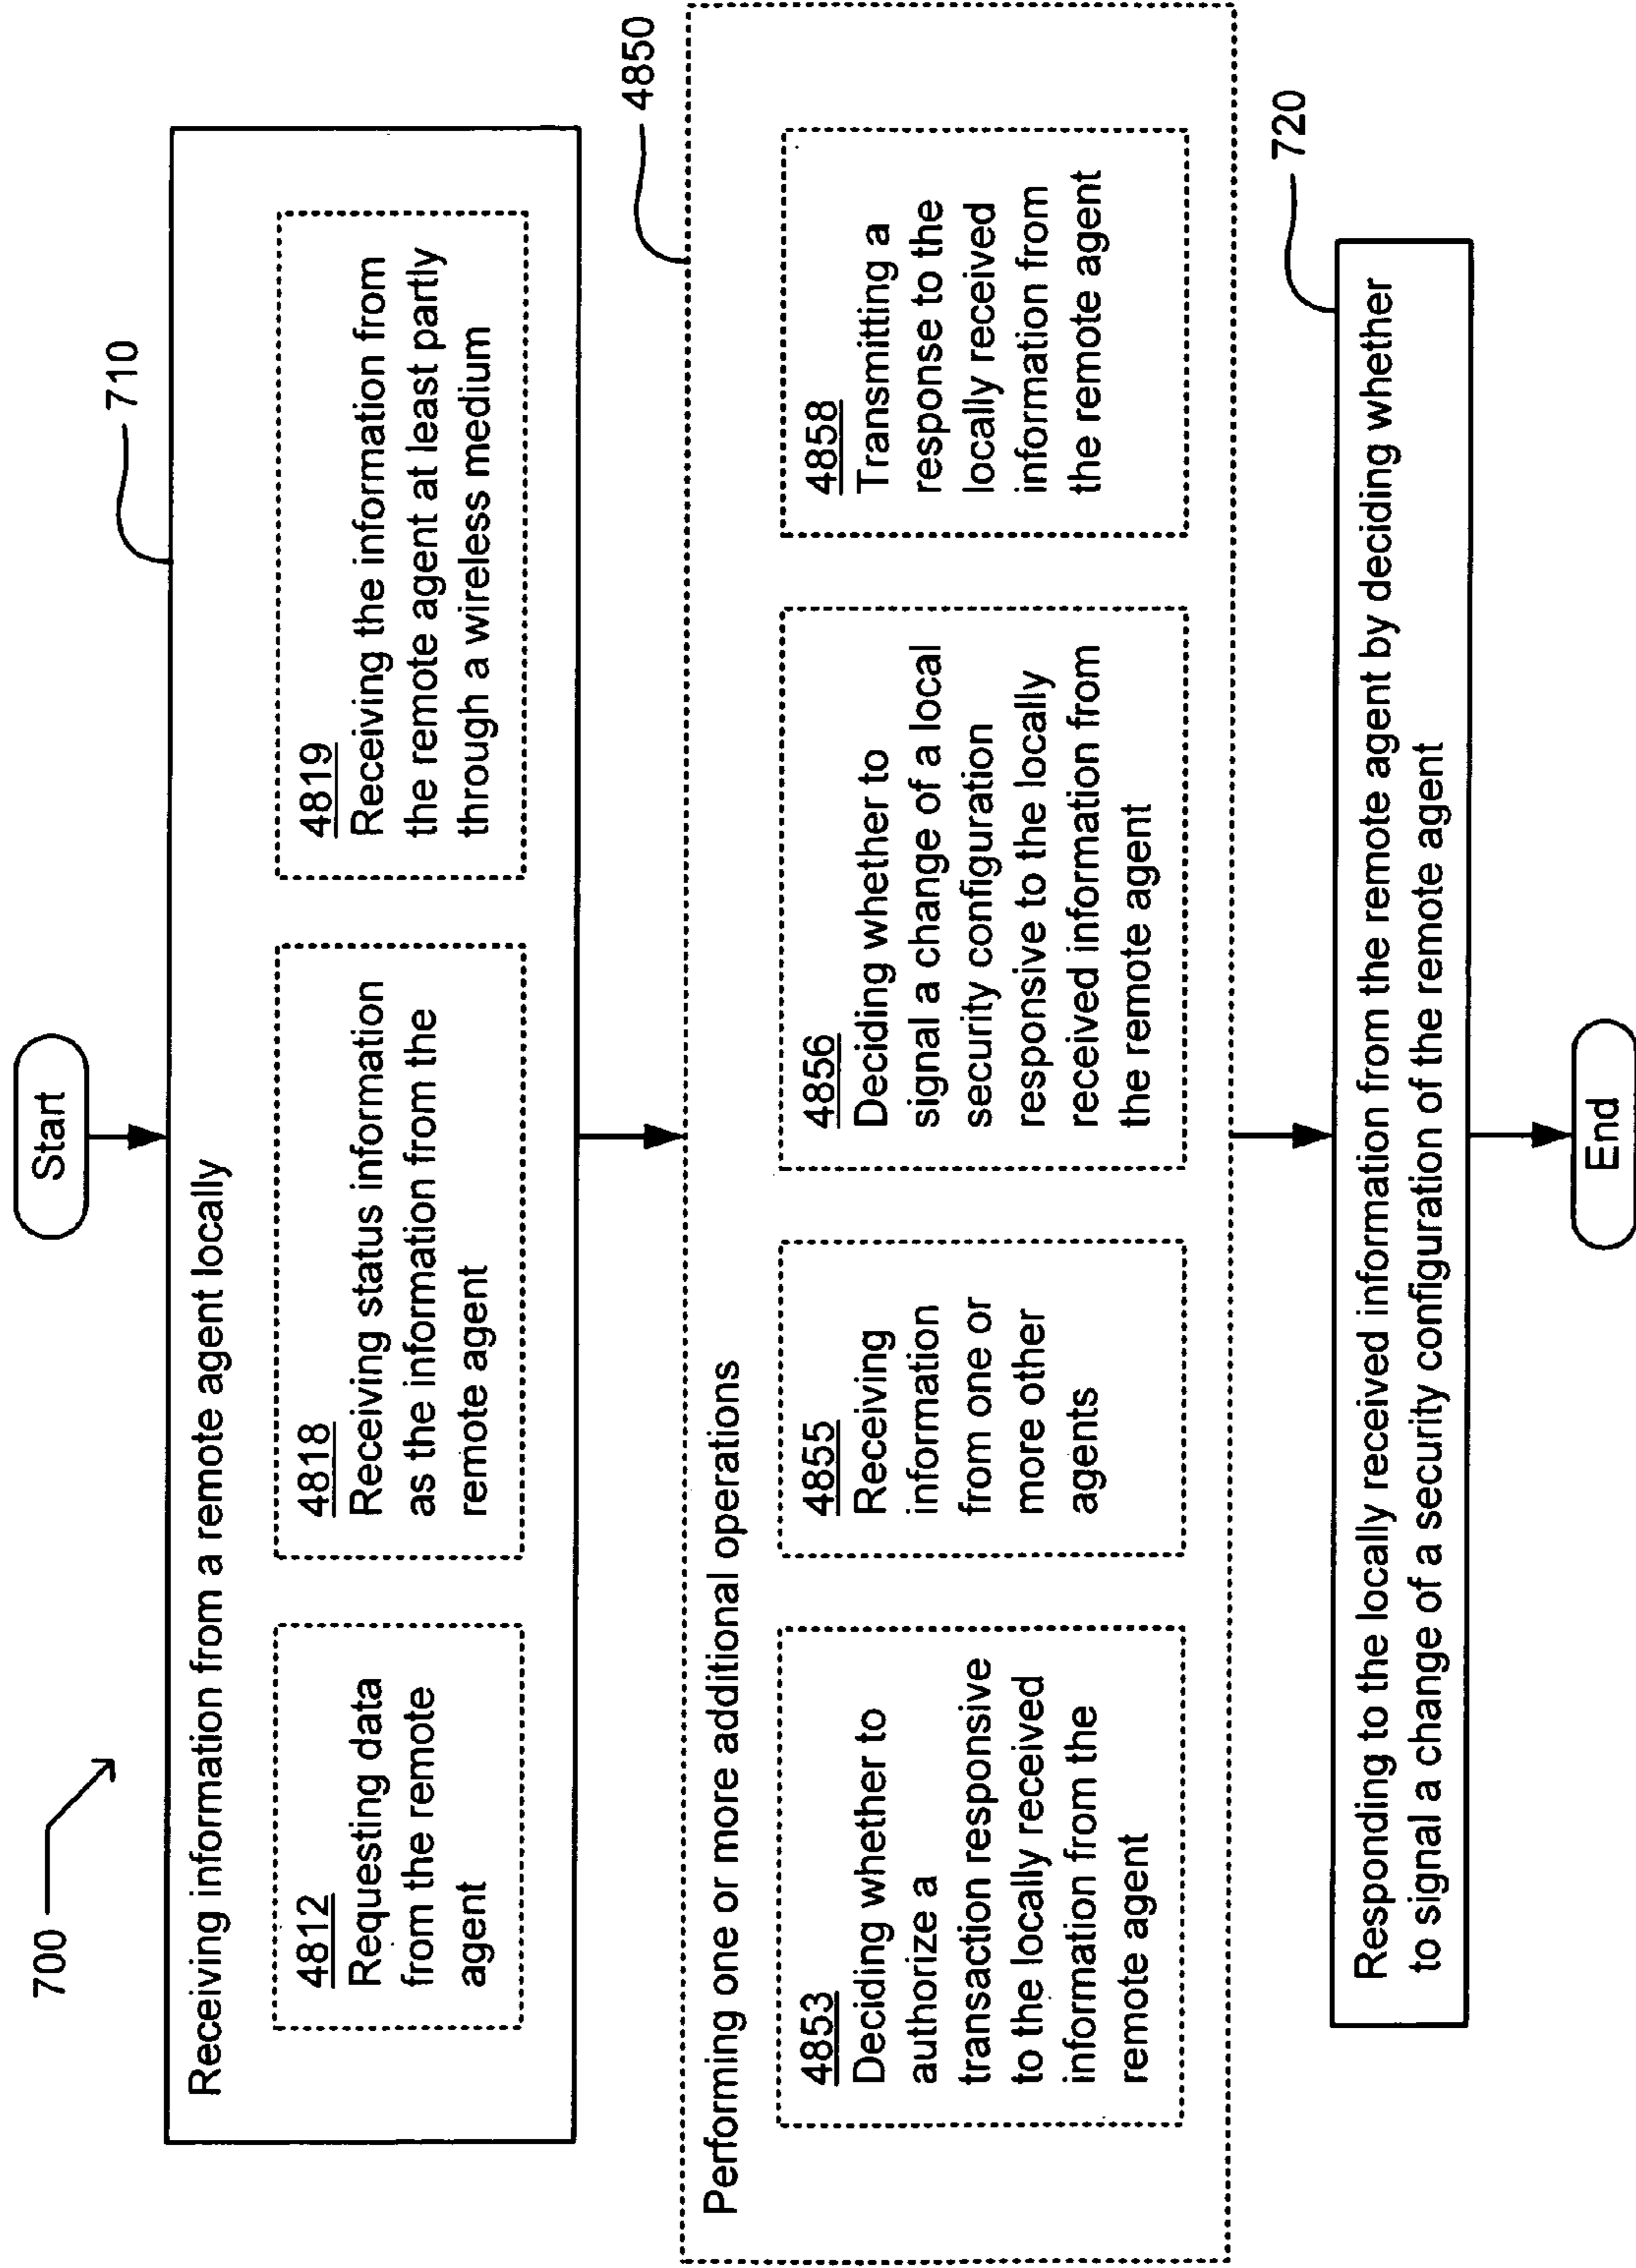 700
Start
710
Receiving information from a remote agent locally
4812
Requesting data
from the remote
agent
4818
Receiving status information
as the information from the
remote agent
4819
Receiving the information from
the remote agent at least partly
through a wireless medium
4850
Performing one or more additional operations
4853
Deciding whether to
authorize a
transaction responsive
to the locally received
information from the
remote agent
4855
Receiving
information
from one or
more other
agents
4856
Deciding whether to
signal a change of a local
security configuration
responsive to the locally
received information from
the remote agent
4858
Transmitting a
response to the
locally received
information from
the remote agent
720
Responding to the locally received information from the remote agent by deciding whether
to signal a change of a security configuration of the remote agent
End